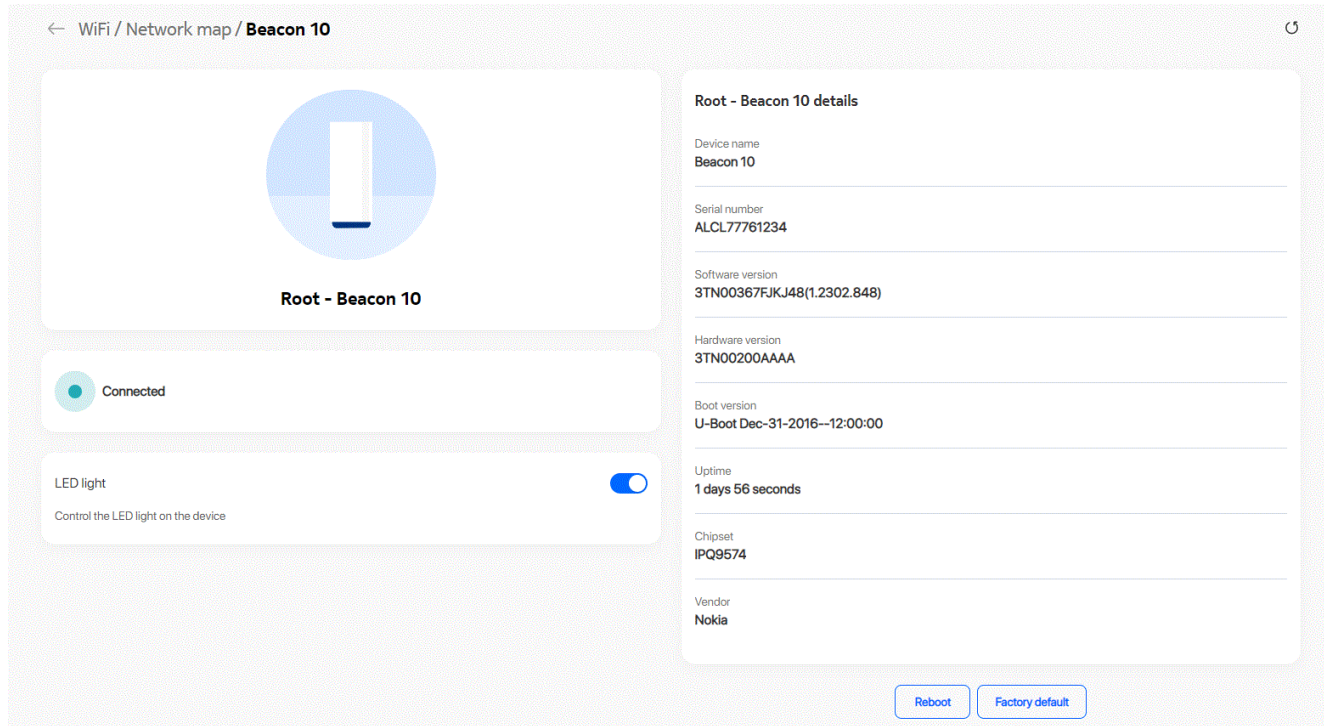 ← WiFi / Network map / Beacon 10
Root - Beacon 10
Connected
LED light
Control the LED light on the device
Root - Beacon 10 details
Device name
Beacon 10
Serial number
ALCL77761234
Software version
3TN00367FJKJ48(1.2302.848)
Hardware version
3TN00200AAAA
Boot version
U-Boot Dec-31-2016--12:00:00
Uptime
1 days 56 seconds
Chipset
IPQ9574
Vendor
Nokia
Reboot
Factory default